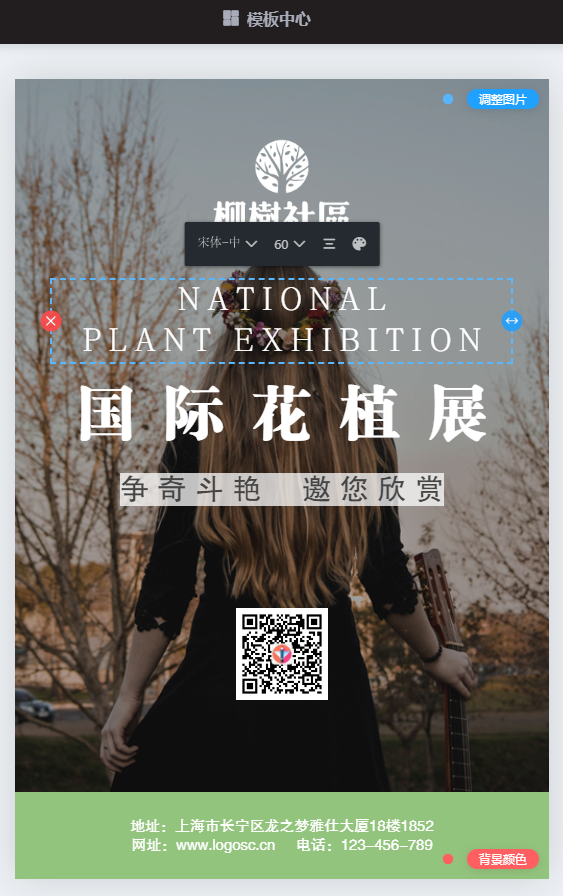 模板中心
调整图片
柳樹社區
宋体-中
60
NATIONAL
PLANT EXHIBITION
国际花植展
争奇斗艳 邀您欣赏
地址：上海市长宁区龙之梦雅仕大厦18楼1852
网址：www.logosc.cn 电话：123-456-789
背景颜色